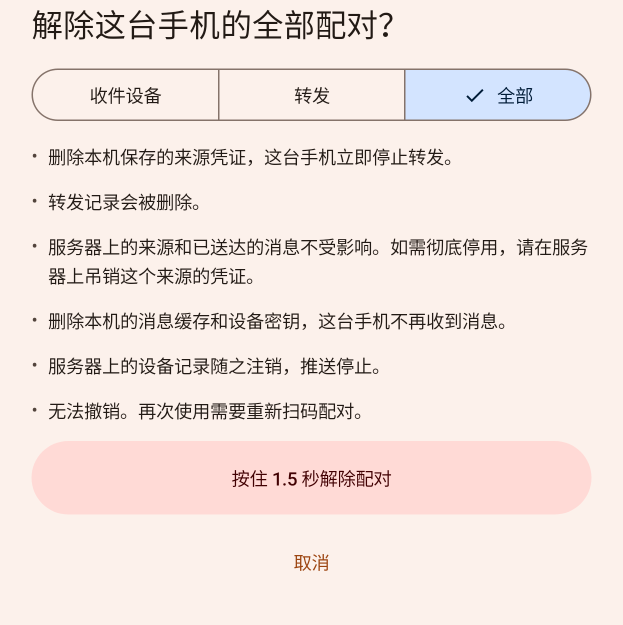 解除这台手机的全部配对？
收件设备
转发
全部
• 删除本机保存的来源凭证，这台手机立即停止转发。
• 转发记录会被删除。
• 服务器上的来源和已送达的消息不受影响。如需彻底停用，请在服务
器上吊销这个来源的凭证。
• 删除本机的消息缓存和设备密钥，这台手机不再收到消息。
• 服务器上的设备记录随之注销，推送停止。
• 无法撤销。再次使用需要重新扫码配对。
按住 1.5 秒解除配对
取消